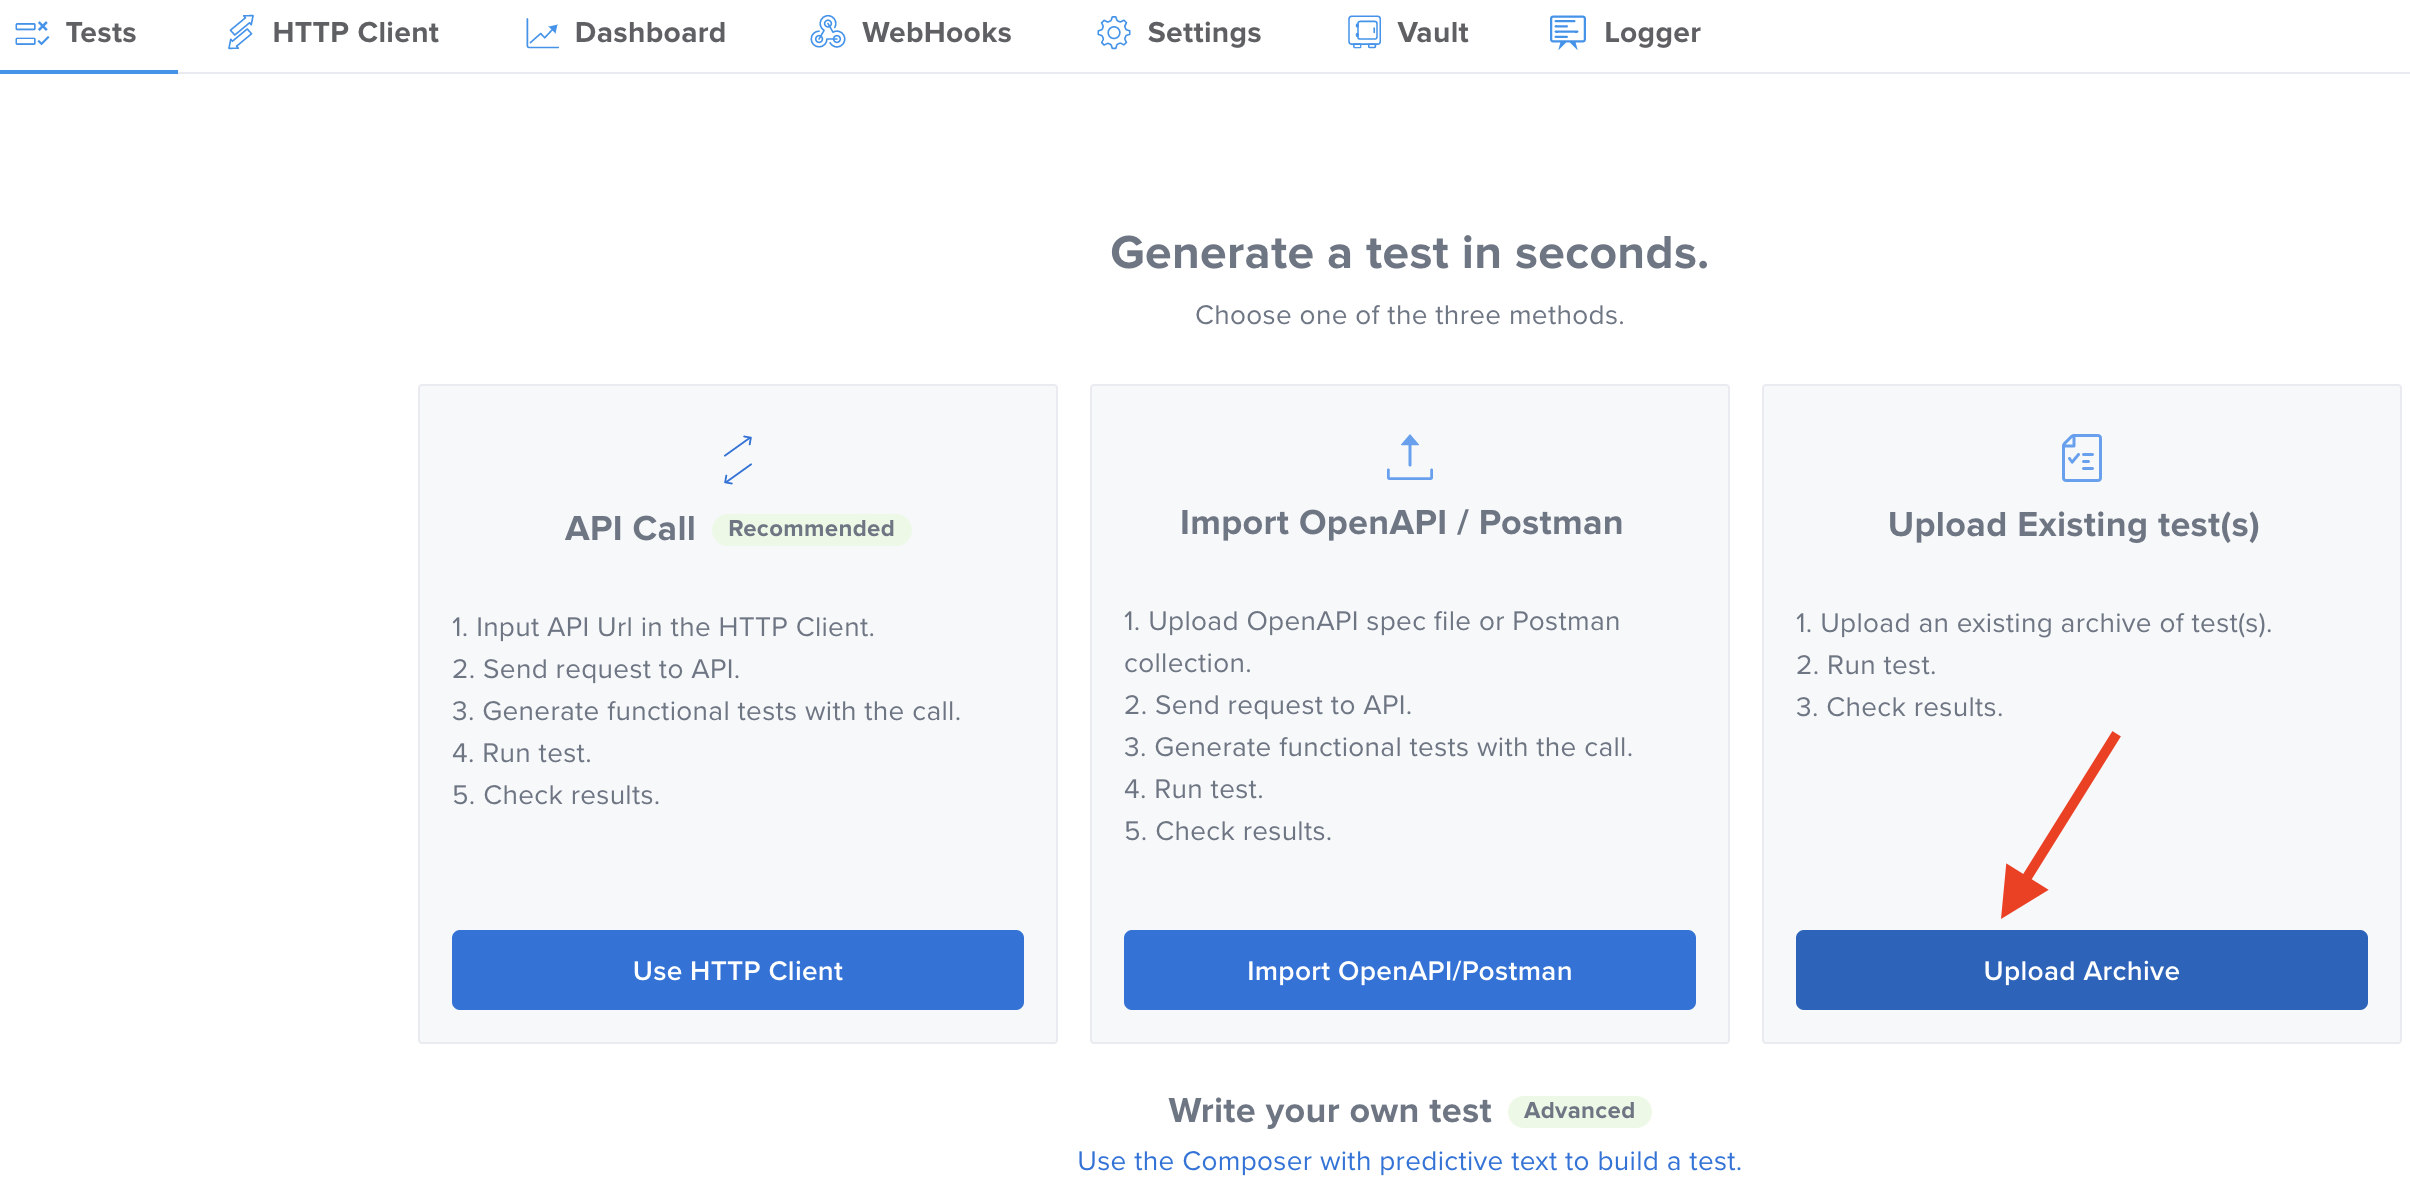 Tests
HTTP Client
Dashboard
WebHooks
Settings
Vault
Logger
Generate a test in seconds.
Choose one of the three methods.
API Call
Recommended
1. Input API Url in the HTTP Client.
2. Send request to API.
3. Generate functional tests with the call.
4. Run test.
5. Check results.
Use HTTP Client
Import OpenAPI / Postman
1. Upload OpenAPI spec file or Postman
collection.
2. Send request to API.
3. Generate functional tests with the call.
4. Run test.
5. Check results.
Import OpenAPI/Postman
Upload Existing test(s)
1. Upload an existing archive of test(s).
2. Run test.
3. Check results.
Upload Archive
Write your own test
Advanced
Use the Composer with predictive text to build a test.